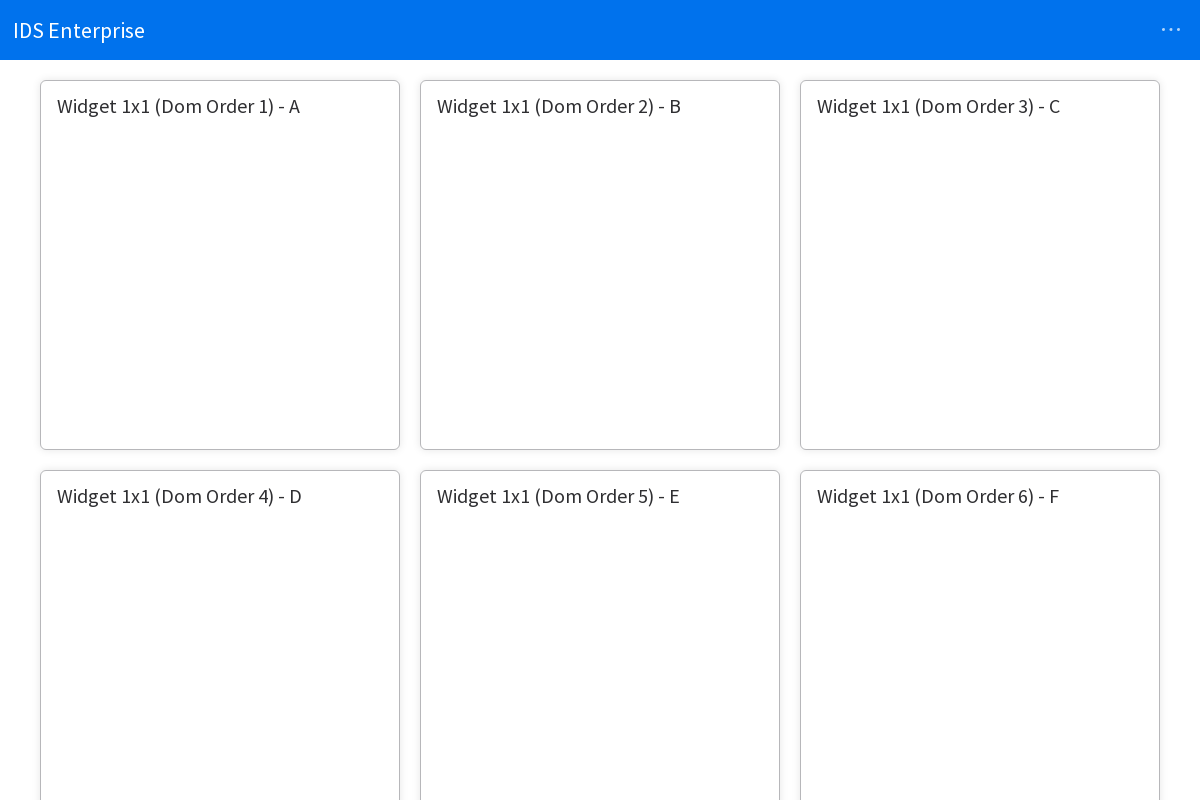 IDS Enterprise
Widget 1x1 (Dom Order 1) - A
Widget 1x1 (Dom Order 2) - B
Widget 1x1 (Dom Order 3) - C
Widget 1x1 (Dom Order 4) - D
Widget 1x1 (Dom Order 5) - E
Widget 1x1 (Dom Order 6) - F